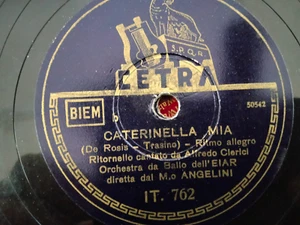 S.P.Q.R.
CETRA
BIEM
50542
CATERINELLA MIA
(De Rosis - Trasino) - Ritmo allegro
Ritornello cantato da Alfredo Clerici
Orchestra da Ballo dell'EIAR
diretta dal M.o ANGELINI
IT. 762